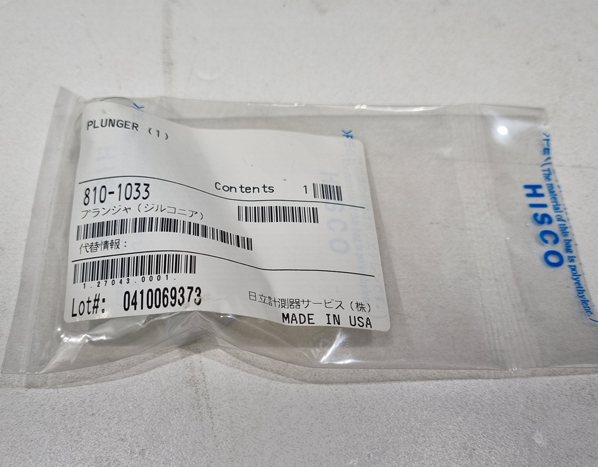 PLUNGER (1)
810-1033
Contents 1
プランジャ(ジルコニア)
代替情報:
1.27043.0001.
Lot#: 0410069373
日立計測器サービス(株)
MADE IN USA
HISCO
(The material of this bag is polyethylene.)